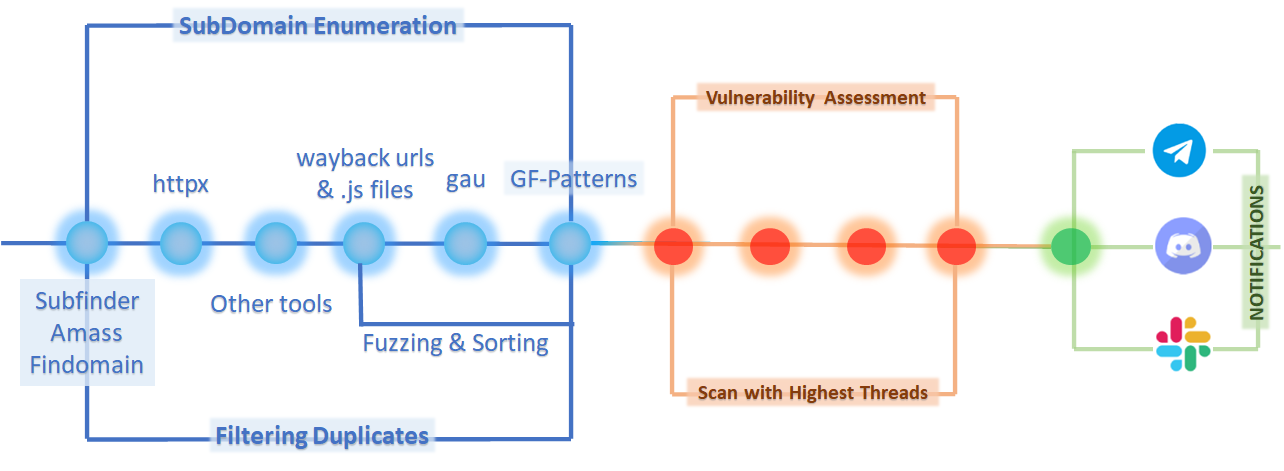 SubDomain Enumeration
Vulnerability Assessment
wayback urls
& .js files
httpx
gau
GF-Patterns
Subfinder
Amass
Findomain
Other tools
Fuzzing & Sorting
Scan with Highest Threads
Filtering Duplicates
NOTIFICATIONS